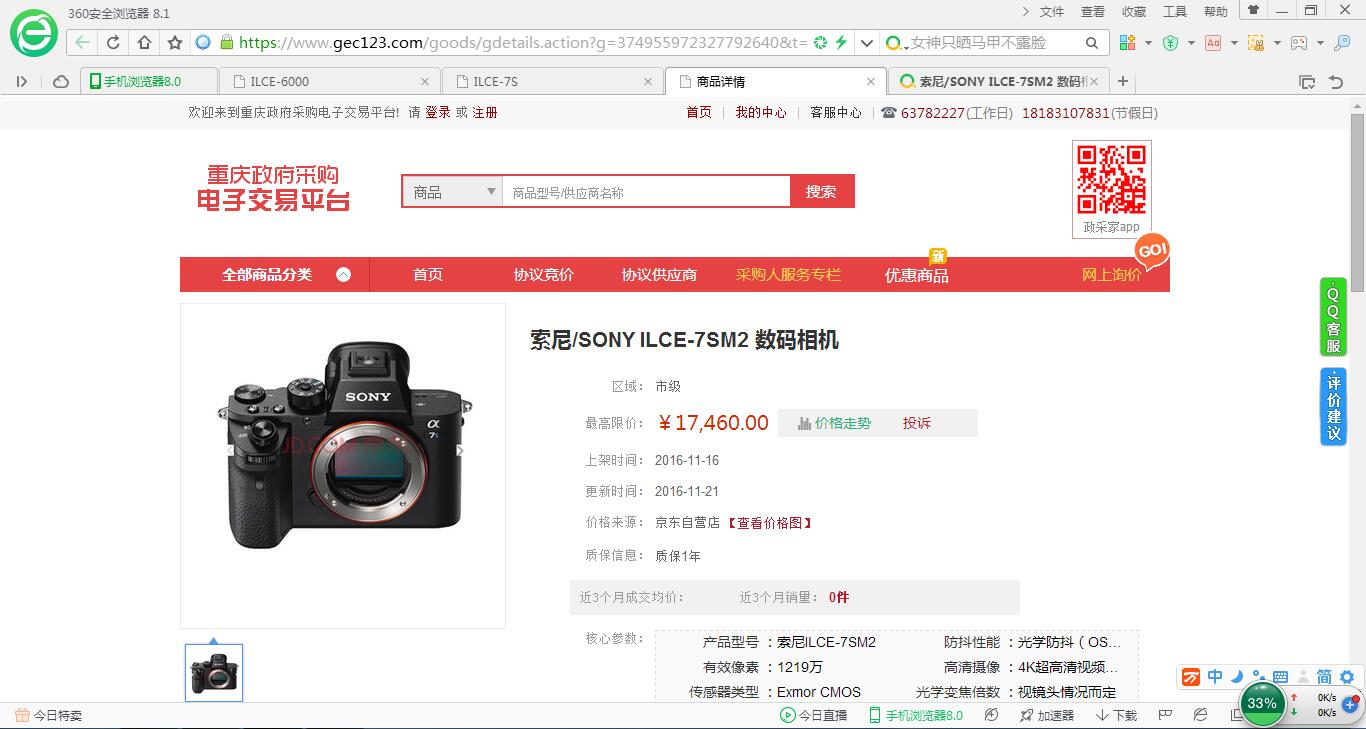 360安全浏览器 8.1
文件 查看 收藏 工具 帮助
https://www.gec123.com/goods/gdetails.action?g=374955972327792640&t=
女神只晒马甲不露脸
手机浏览器8.0
ILCE-6000
ILCE-7S
商品详情
索尼/SONY ILCE-7SM2 数码相
欢迎来到重庆政府采购电子交易平台! 请 登录 或 注册
首页 我的中心 客服中心 63782227(工作日) 18183107831(节假日)
重庆政府采购
电子交易平台
商品
商品型号/供应商名称
搜索
政采家app
GO!
新
全部商品分类 首页 协议竞价 协议供应商 采购人服务专栏 优惠商品 网上询价
QQ客服
评价建议
SONY
α
7s
JD.COM
索尼/SONY ILCE-7SM2 数码相机
区域： 市级
最高限价： ￥17,460.00 价格走势 投诉
上架时间： 2016-11-16
更新时间： 2016-11-21
价格来源： 京东自营店 【查看价格图】
质保信息： 质保1年
近3个月成交均价： 近3个月销量： 0件
核心参数：
产品型号 ：索尼ILCE-7SM2 防抖性能 ：光学防抖（OS...
有效像素 ：1219万 高清摄像 ：4K超高清视频...
传感器类型 ：Exmor CMOS 光学变焦倍数 ：视镜头情况而定
中 简
33%
0K/s
0K/s
今日特卖
今日直播 手机浏览器8.0 加速器 下载